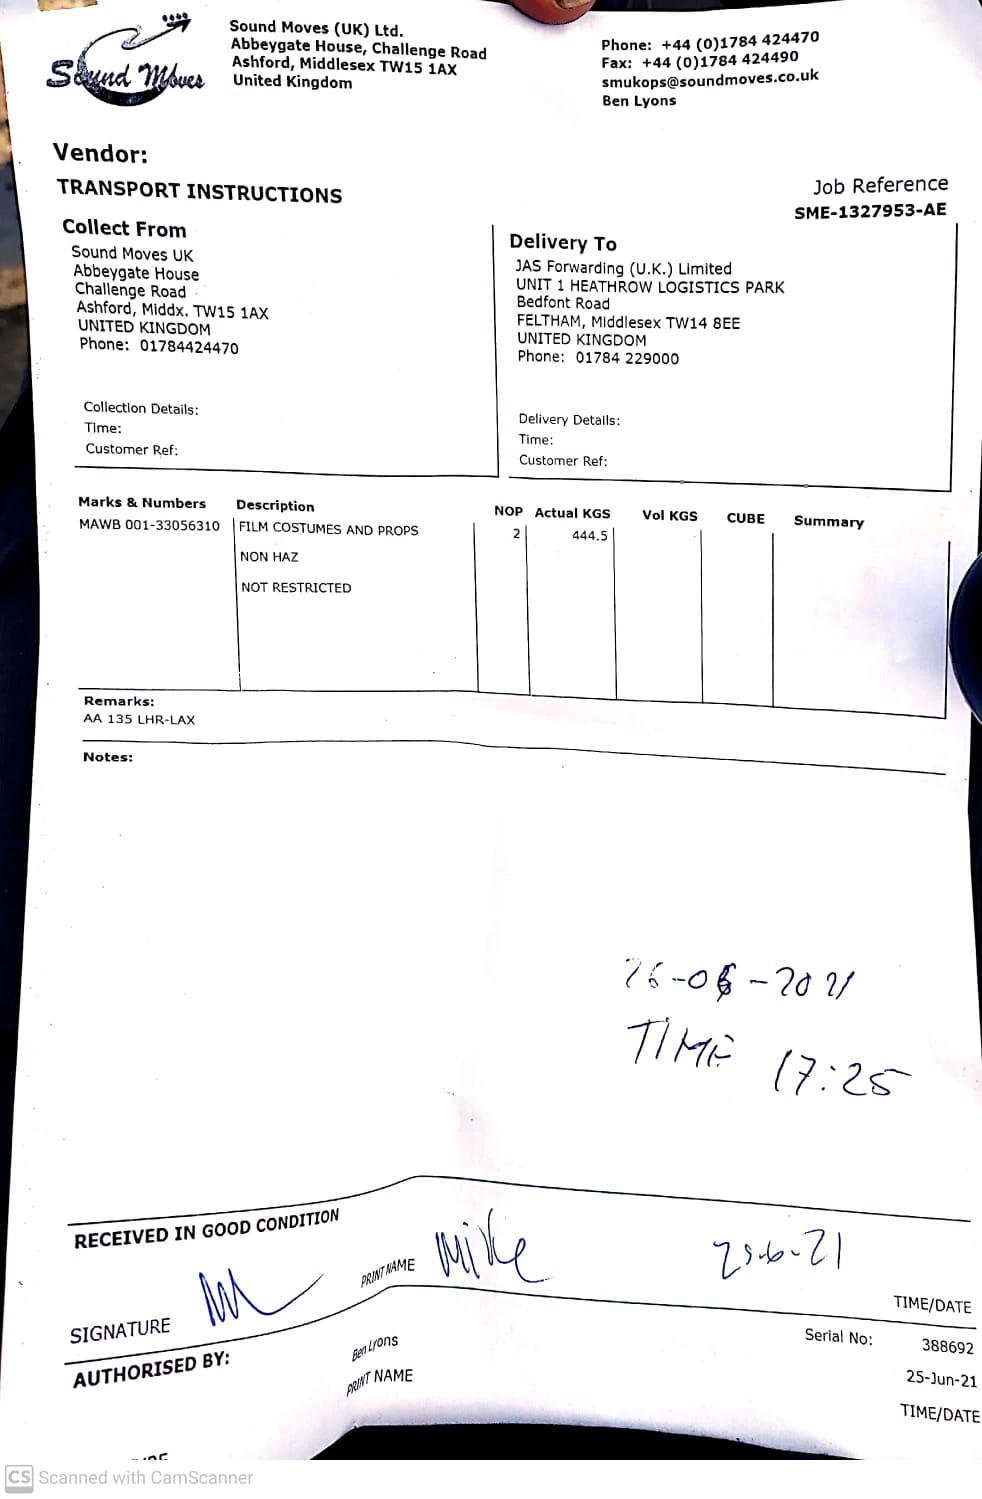 Sound Moves
Sound Moves (UK) Ltd.
Abbeygate House, Challenge Road
Ashford, Middlesex TW15 1AX
United Kingdom
Phone: +44 (0)1784 424470
Fax: +44 (0)1784 424490
smukops@soundmoves.co.uk
Ben Lyons
Vendor:
TRANSPORT INSTRUCTIONS
Job Reference
SME-1327953-AE
Collect From
Sound Moves UK
Abbeygate House
Challenge Road
Ashford, Middx. TW15 1AX
UNITED KINGDOM
Phone: 01784424470
Collection Details:
Time:
Customer Ref:
Delivery To
JAS Forwarding (U.K.) Limited
UNIT 1 HEATHROW LOGISTICS PARK
Bedfont Road
FELTHAM, Middlesex TW14 8EE
UNITED KINGDOM
Phone: 01784 229000
Delivery Details:
Time:
Customer Ref:
Marks & Numbers Description NOP Actual KGS Vol KGS CUBE Summary
MAWB 001-33056310 FILM COSTUMES AND PROPS 2 444.5
NON HAZ
NOT RESTRICTED
Remarks:
AA 135 LHR-LAX
Notes:
26-06-2021
TIME 17:25
RECEIVED IN GOOD CONDITION
SIGNATURE
PRINT NAME Mike
25-6-21
TIME/DATE
AUTHORISED BY:
Ben Lyons
PRINT NAME
Serial No: 388692
25-Jun-21
TIME/DATE
CS Scanned with CamScanner